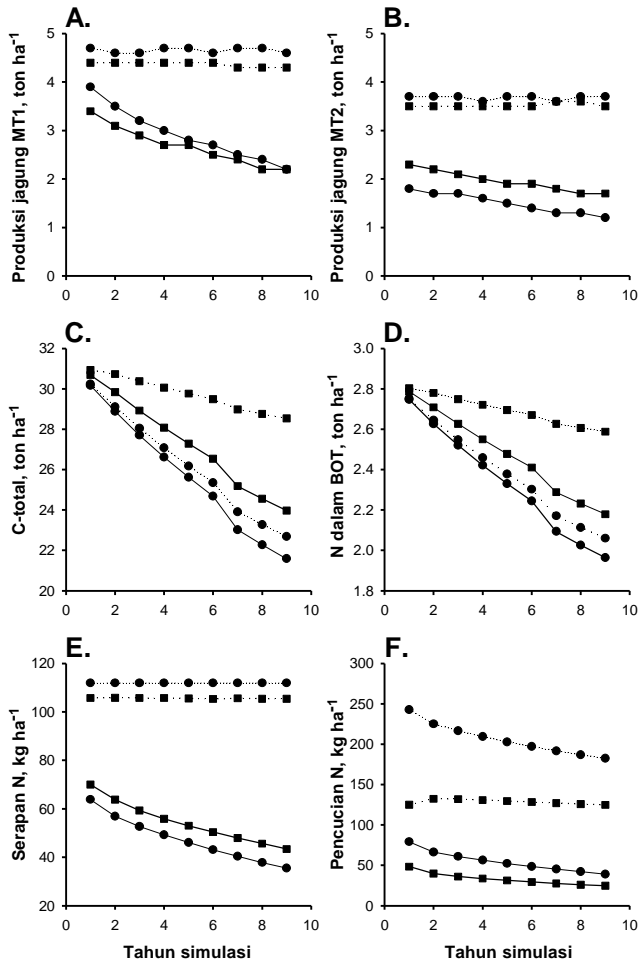 A.
B.
Produksi jagung MT1, ton ha-1
5
4
3
2
1
0
0 2 4 6 8 10
Produksi jagung MT2, ton ha-1
5
4
3
2
1
0
0 2 4 6 8 10
C.
D.
C-total, ton ha-1
32
30
28
26
24
22
20
0 2 4 6 8 10
N dalam BOT, ton ha-1
3.0
2.8
2.6
2.4
2.2
2.0
1.8
0 2 4 6 8 10
E.
F.
Serapan N, kg ha-1
120
100
80
60
40
20
0 2 4 6 8 10
Tahun simulasi
Pencucian N, kg ha-1
300
250
200
150
100
50
0
0 2 4 6 8 10
Tahun simulasi